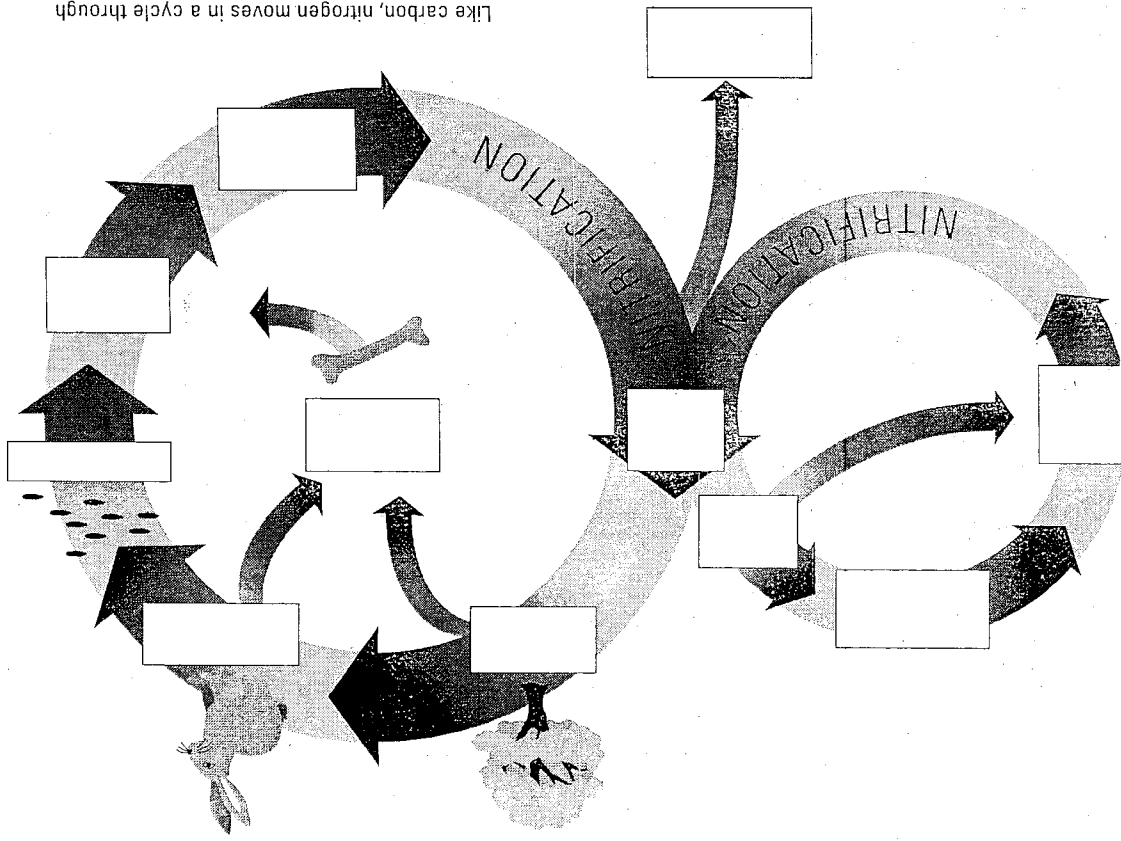 Like carbon, nitrogen moves in a cycle through
NITRIFICATION
NITRIFICATION